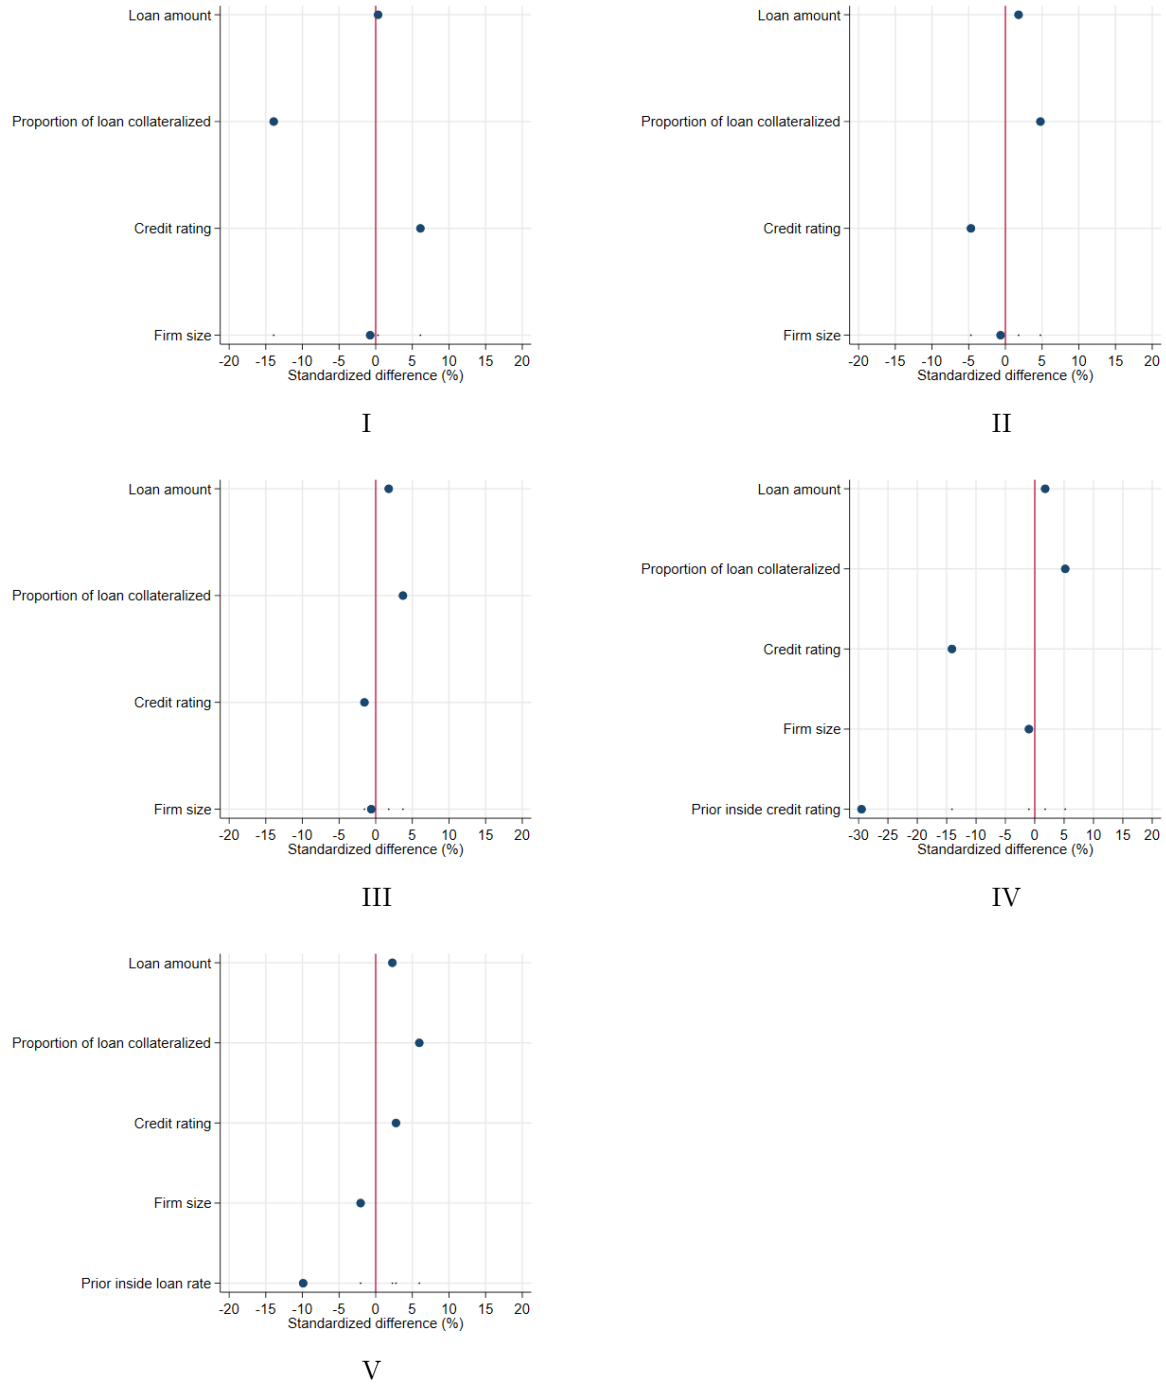 Loan amount
Proportion of loan collateralized
Credit rating
Firm size
-20 -15 -10 -5 0 5 10 15 20
Standardized difference (%)
I
Loan amount
Proportion of loan collateralized
Credit rating
Firm size
-20 -15 -10 -5 0 5 10 15 20
Standardized difference (%)
II
Loan amount
Proportion of loan collateralized
Credit rating
Firm size
-20 -15 -10 -5 0 5 10 15 20
Standardized difference (%)
III
Loan amount
Proportion of loan collateralized
Credit rating
Firm size
Prior inside credit rating
-30 -25 -20 -15 -10 -5 0 5 10 15 20
Standardized difference (%)
IV
Loan amount
Proportion of loan collateralized
Credit rating
Firm size
Prior inside loan rate
-20 -15 -10 -5 0 5 10 15 20
Standardized difference (%)
V